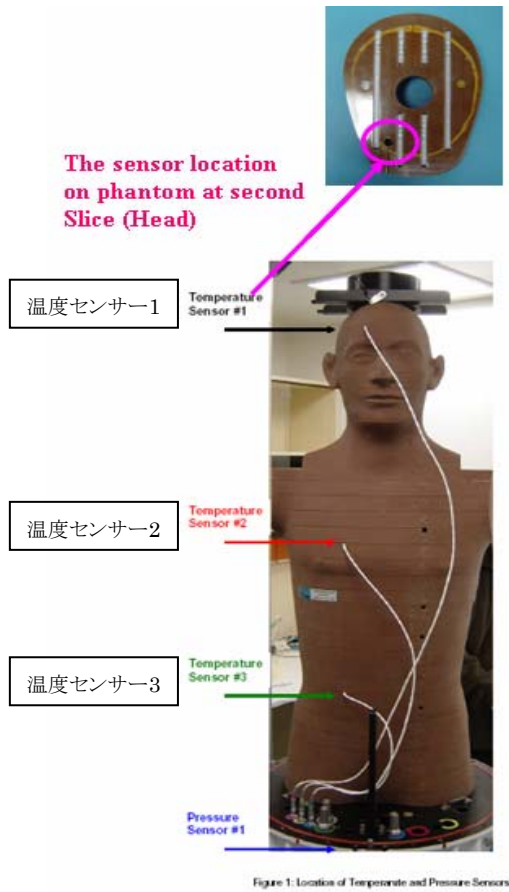 The sensor location
on phantom at second
Slice (Head)
温度センサー1
Temperature
Sensor #1
温度センサー2
Temperature
Sensor #2
温度センサー3
Temperature
Sensor #3
Pressure
Sensor #1
Figure 1: Location of Temperature and Pressure Sensors